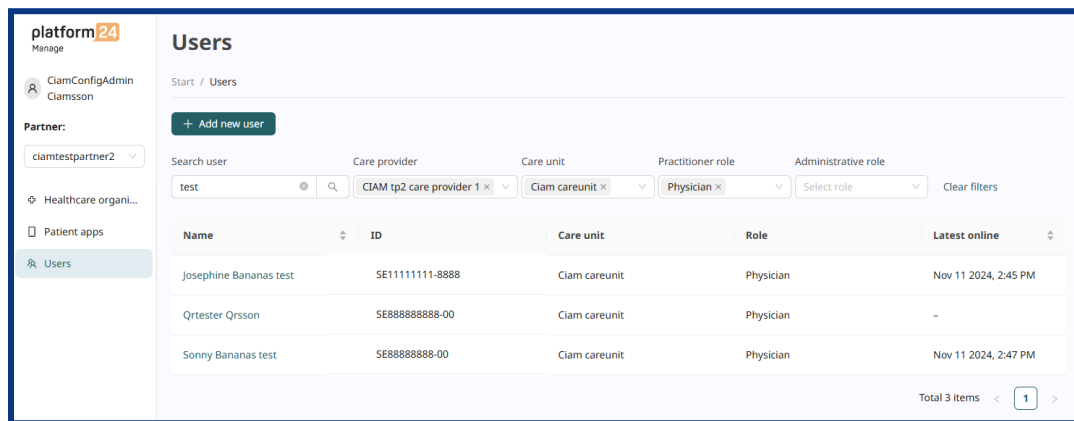 platform24
Manage
CiamConfigAdmin
Ciamsson
Partner:
ciamtestpartner2
Healthcare organi...
Patient apps
Users
Users
Start / Users
+ Add new user
Search user Care provider Care unit Practitioner role Administrative role
test CIAM tp2 care provider 1 × Ciam careunit × Physician × Select role Clear filters
Name ID Care unit Role Latest online
Josephine Bananas test SE11111111-8888 Ciam careunit Physician Nov 11 2024, 2:45 PM
Qrtester Qrsson SE888888888-00 Ciam careunit Physician –
Sonny Bananas test SE88888888-00 Ciam careunit Physician Nov 11 2024, 2:47 PM
Total 3 items < 1 >